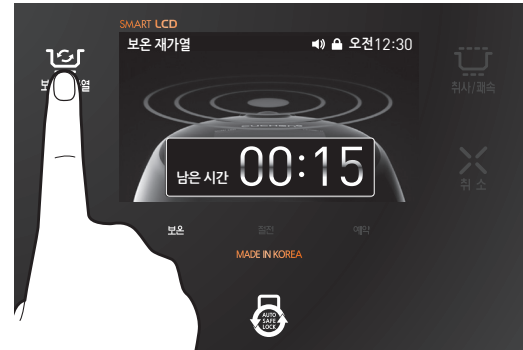 SMART LCD
보온 재가열
오전12:30
취사/쾌속
남은 시간 00:15
취 소
보온 절전 예약
MADE IN KOREA
AUTO
SAFE
LOCK